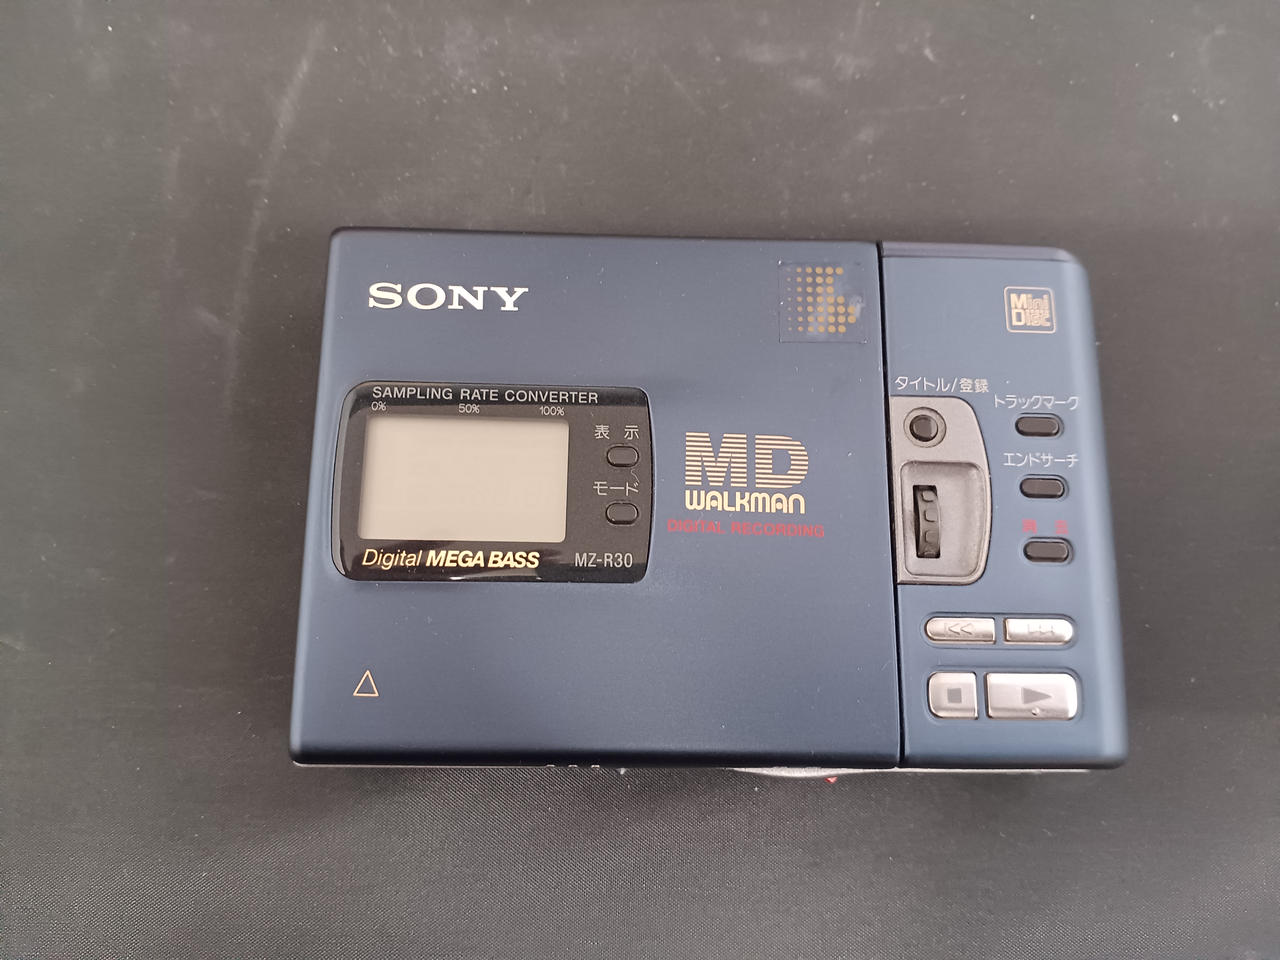 SONY
Mini
Disc
SAMPLING RATE CONVERTER
0% 50% 100%
表 示
モード
Digital MEGA BASS MZ-R30
MD
WALKMAN
DIGITAL RECORDING
タイトル/登録
トラックマーク
エンドサーチ